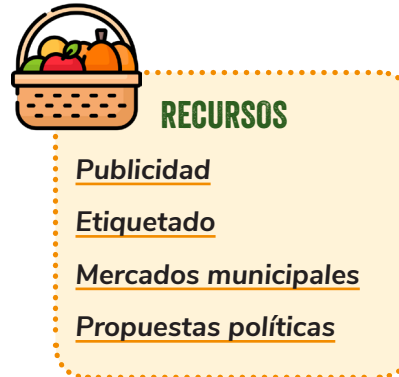 RECURSOS
Publicidad
Etiquetado
Mercados municipales
Propuestas políticas